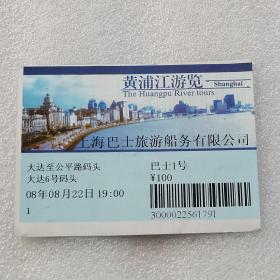 黄浦江游览 Shanghai
The Huangpu River tours
上海巴士旅游船务有限公司
大达至公平路码头
大达6号码头
08年08月22日 19:00
1
巴士1号
¥100
3000022561791